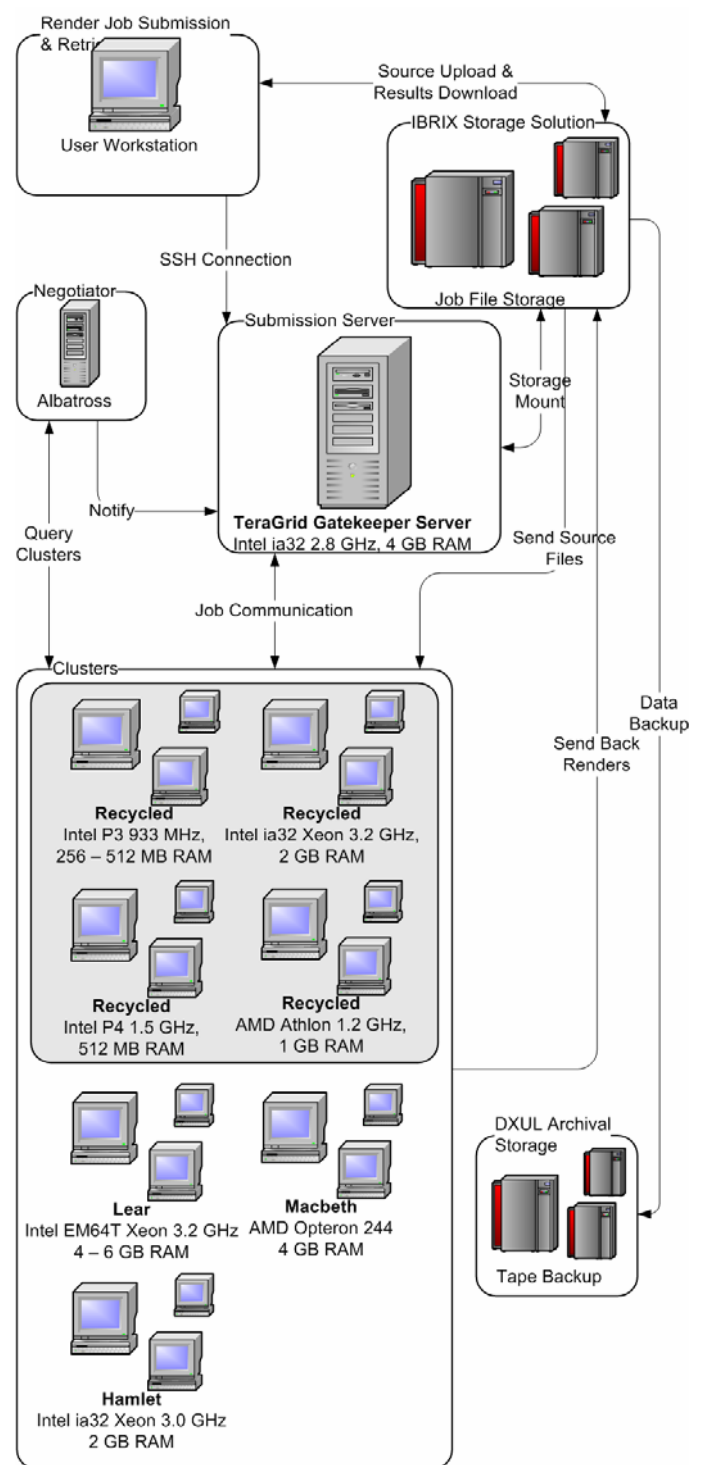 Render Job Submission
& Retri
User Workstation
Source Upload &
Results Download
IBRIX Storage Solution
Job File Storage
SSH Connection
Negotiator
Albatross
Submission Server
TeraGrid Gatekeeper Server
Intel ia32 2.8 GHz, 4 GB RAM
Storage
Mount
Notify
Query
Clusters
Send Source
Files
Job Communication
Clusters
Recycled
Intel P3 933 MHz,
256 – 512 MB RAM
Recycled
Intel ia32 Xeon 3.2 GHz,
2 GB RAM
Recycled
Intel P4 1.5 GHz,
512 MB RAM
Recycled
AMD Athlon 1.2 GHz,
1 GB RAM
Data
Backup
Send Back
Renders
Lear
Intel EM64T Xeon 3.2 GHz
4 – 6 GB RAM
Macbeth
AMD Opteron 244
4 GB RAM
DXUL Archival
Storage
Tape Backup
Hamlet
Intel ia32 Xeon 3.0 GHz
2 GB RAM